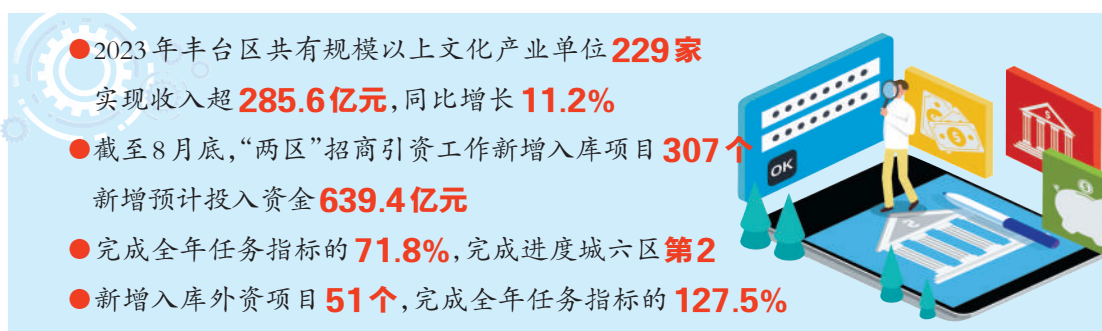 ●2023年丰台区共有规模以上文化产业单位229家
实现收入超285.6亿元,同比增长11.2%
●截至8月底,“两区”招商引资工作新增入库项目307个
新增预计投入资金639.4亿元
●完成全年任务指标的71.8%,完成进度城六区第2
●新增入库外资项目51个,完成全年任务指标的127.5%
OK